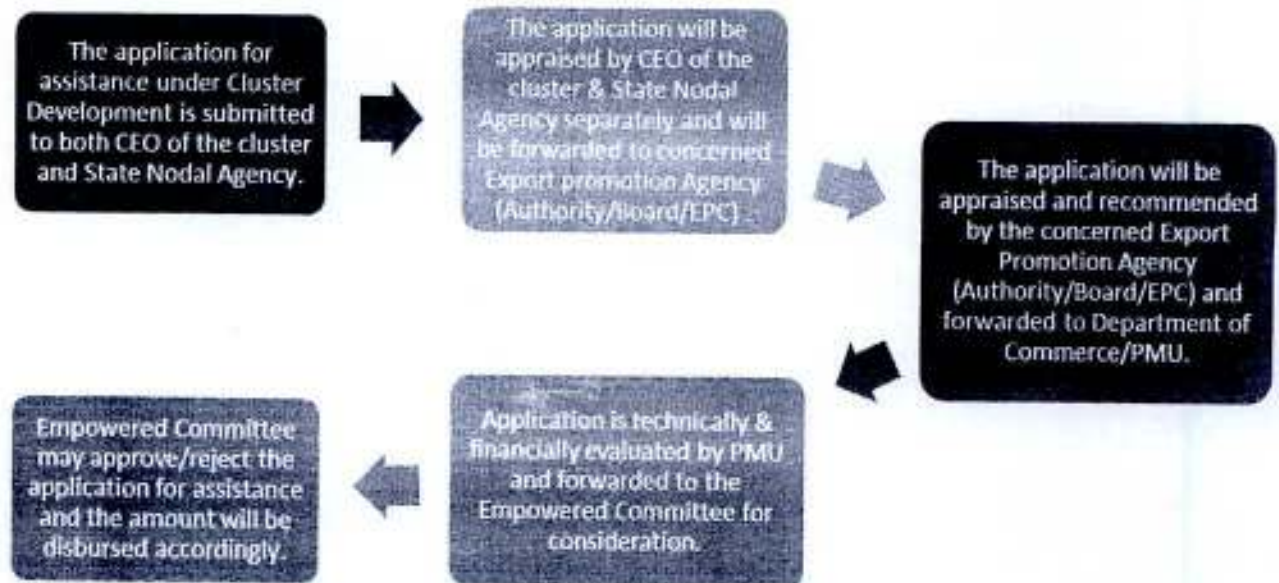 The application for
assistance under Cluster
Development is submitted
to both CEO of the cluster
and State Nodal Agency.
The application will be
appraised by CEO of the
cluster & State Nodal
Agency separately and will
be forwarded to concerned
Export promotion Agency
(Authority/Board/EPC) .
The application will be
appraised and recommended
by the concerned Export
Promotion Agency
(Authority/Board/EPC) and
forwarded to Department of
Commerce/PMU.
Application is technically &
financially evaluated by PMU
and forwarded to the
Empowered Committee for
consideration.
Empowered Committee
may approve/reject the
application for assistance
and the amount will be
disbursed accordingly.